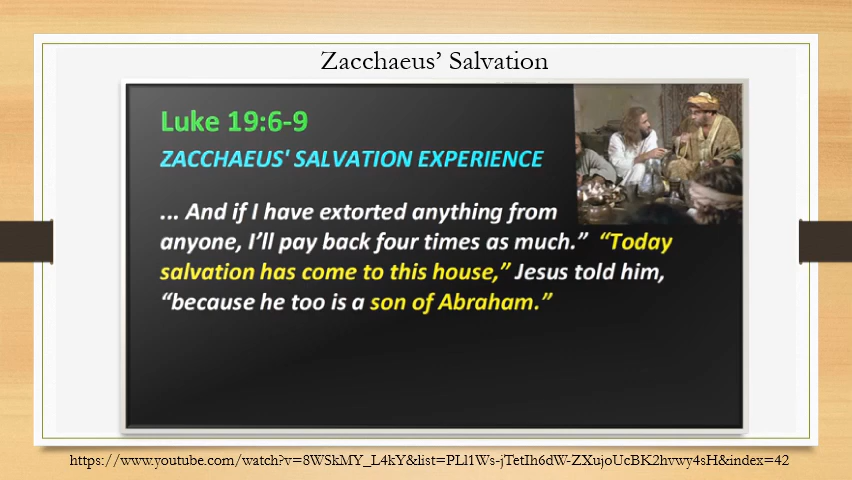 Zacchaeus’ Salvation
Luke 19:6-9
ZACCHAEUS' SALVATION EXPERIENCE
... And if I have extorted anything from
anyone, I’ll pay back four times as much.” “Today
salvation has come to this house,” Jesus told him,
“because he too is a son of Abraham.”
https://www.youtube.com/watch?v=8WSkMY_L4kY&list=PLl1Ws-jTetIh6dW-ZXujoUcBK2hvwy4sH&index=42